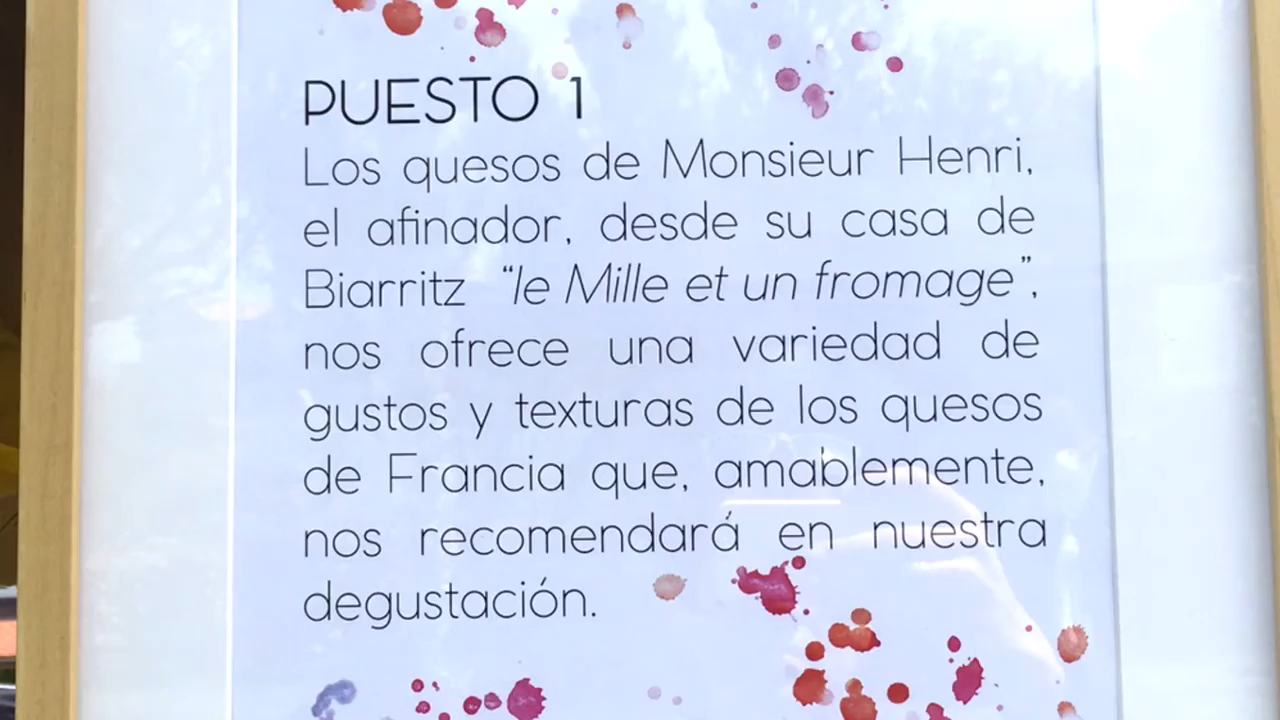 PUESTO 1
Los quesos de Monsieur Henri,
el afinador, desde su casa de
Biarritz "le Mille et un fromage",
nos ofrece una variedad de
gustos y texturas de los quesos
de Francia que, amablemente,
nos recomendará en nuestra
degustación.